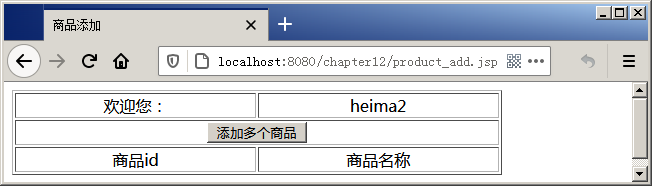 商品添加
localhost:8080/chapter12/product_add.jsp
欢迎您： heima2
添加多个商品
商品id 商品名称